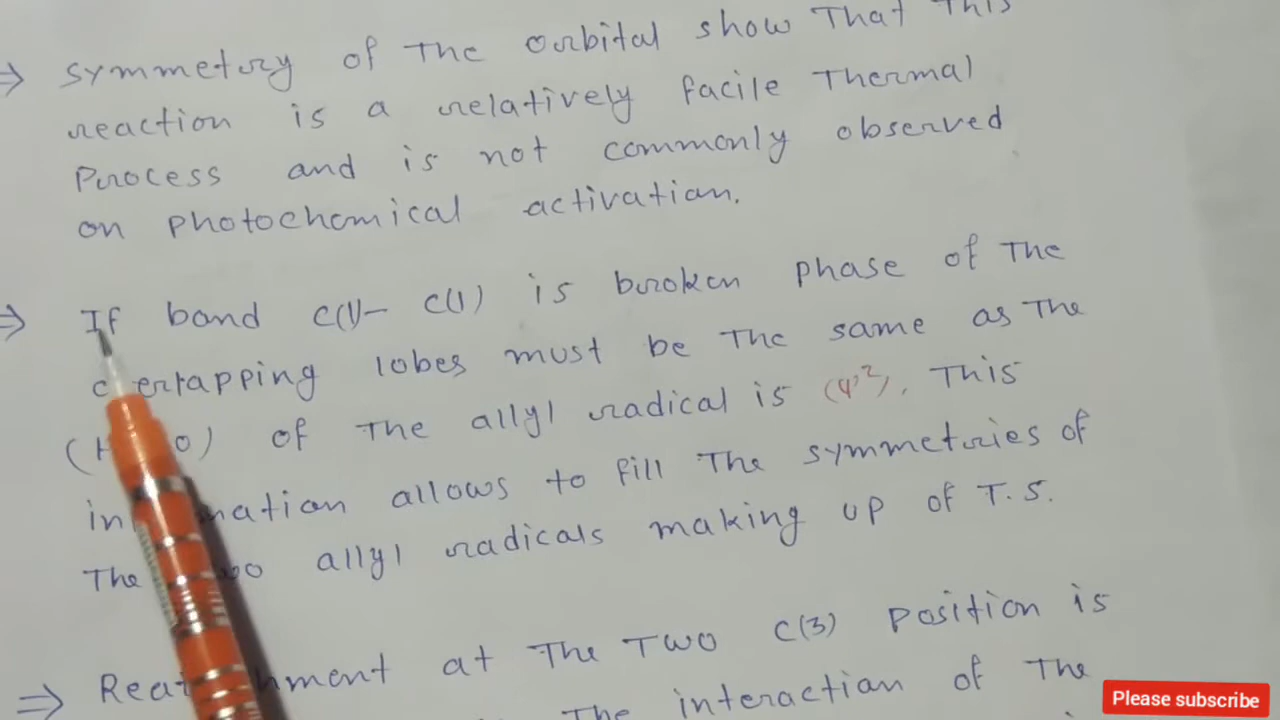 ⇒ symmetory of The orbital show That This
reaction is a relatively facile Thermal
Process and is not commonly observed
on photochemical activation.
⇒ If bond C(1)- C(1) is broken phase of The
lobes must be The same as The
of The allyl radical is (Ψ)². This
allows to fill The symmetries of
The allyl radicals making up of T.S.
⇒ at The Two C(3) position is
The interaction of The
Please subscribe